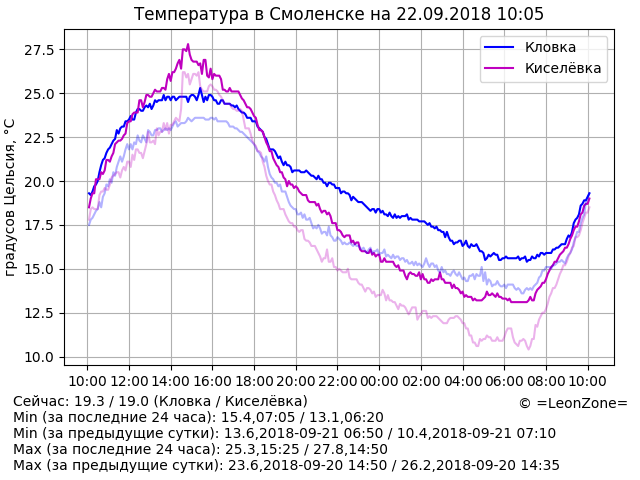 Температура в Смоленске на 22.09.2018 10:05
Кловка
Киселёвка
градусов Цельсия, °C
27.5
25.0
22.5
20.0
17.5
15.0
12.5
10.0
10:00 12:00 14:00 16:00 18:00 20:00 22:00 00:00 02:00 04:00 06:00 08:00 10:00
Сейчас: 19.3 / 19.0 (Кловка / Киселёвка)
© =LeonZone=
Min (за последние 24 часа): 15.4,07:05 / 13.1,06:20
Min (за предыдущие сутки): 13.6,2018-09-21 06:50 / 10.4,2018-09-21 07:10
Max (за последние 24 часа): 25.3,15:25 / 27.8,14:50
Max (за предыдущие сутки): 23.6,2018-09-20 14:50 / 26.2,2018-09-20 14:35